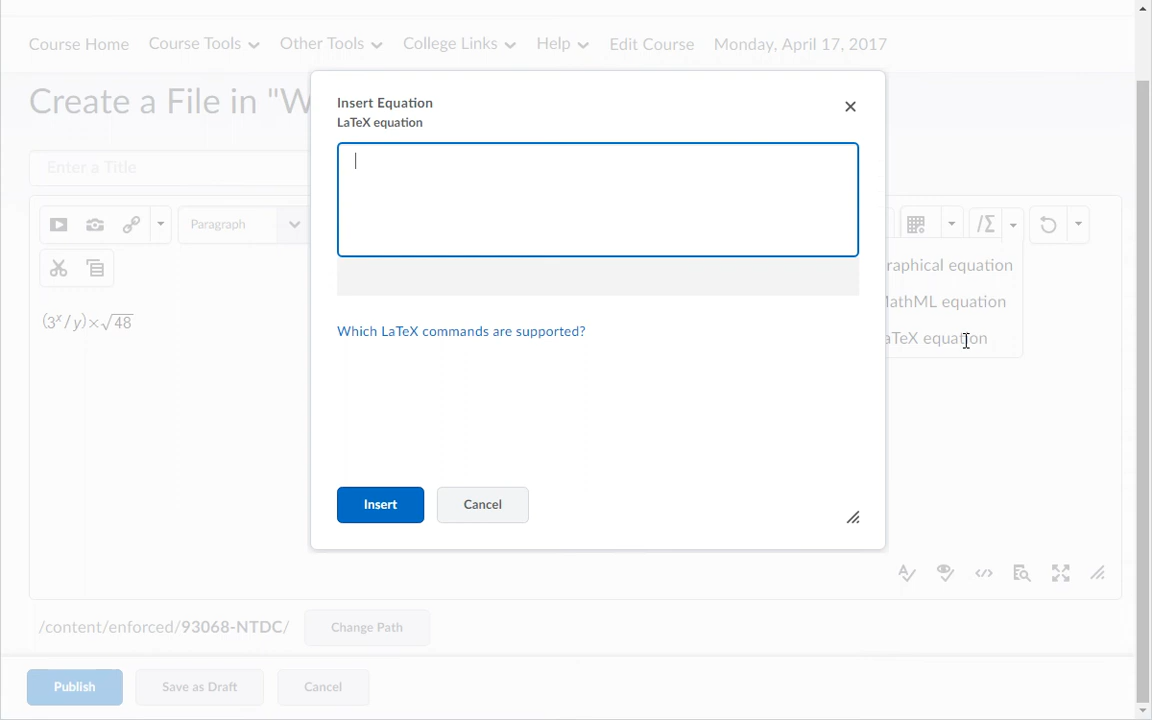 Course Home Course Tools Other Tools College Links Help Edit Course Monday, April 17, 2017
Create a File in "W
Insert Equation
LaTeX equation
Enter a Title
Paragraph
/Σ
raphical equation
athML equation
aTeX equation
(3ˣ/y)×√48
Which LaTeX commands are supported?
Insert Cancel
/content/enforced/93068-NTDC/ Change Path
Publish Save as Draft Cancel